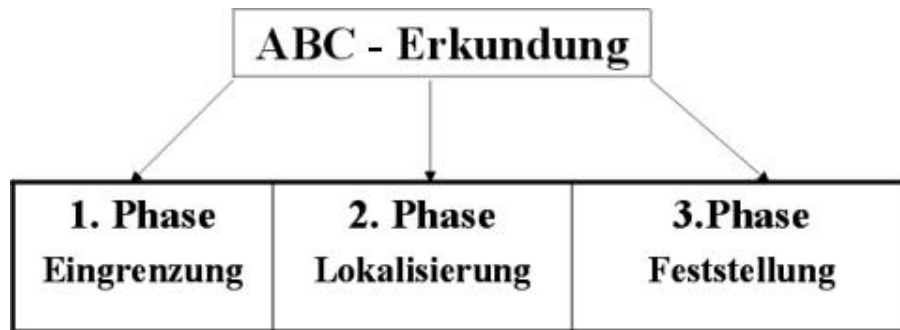 ABC - Erkundung
1. Phase
Eingrenzung
2. Phase
Lokalisierung
3.Phase
Feststellung